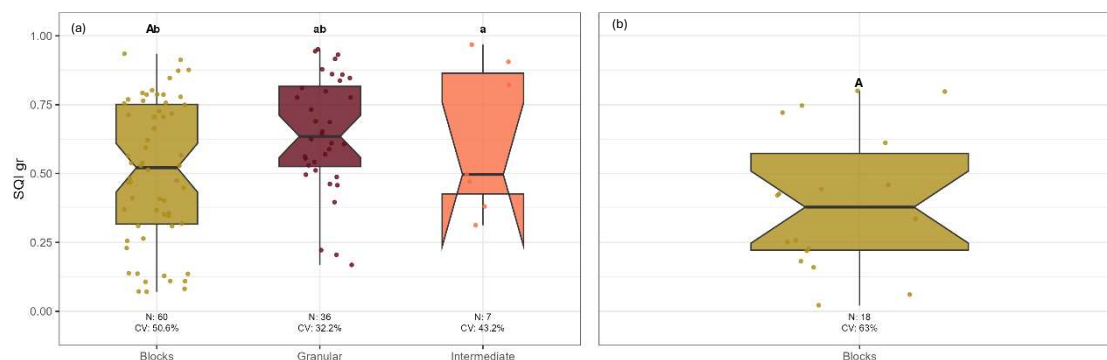 (a)
Ab
ab
a
1.00
0.75
0.50
0.25
0.00
SQI gr
N: 60
CV: 50.6%
N: 36
CV: 32.2%
N: 7
CV: 43.2%
Blocks
Granular
Intermediate
(b)
A
N: 18
CV: 63%
Blocks